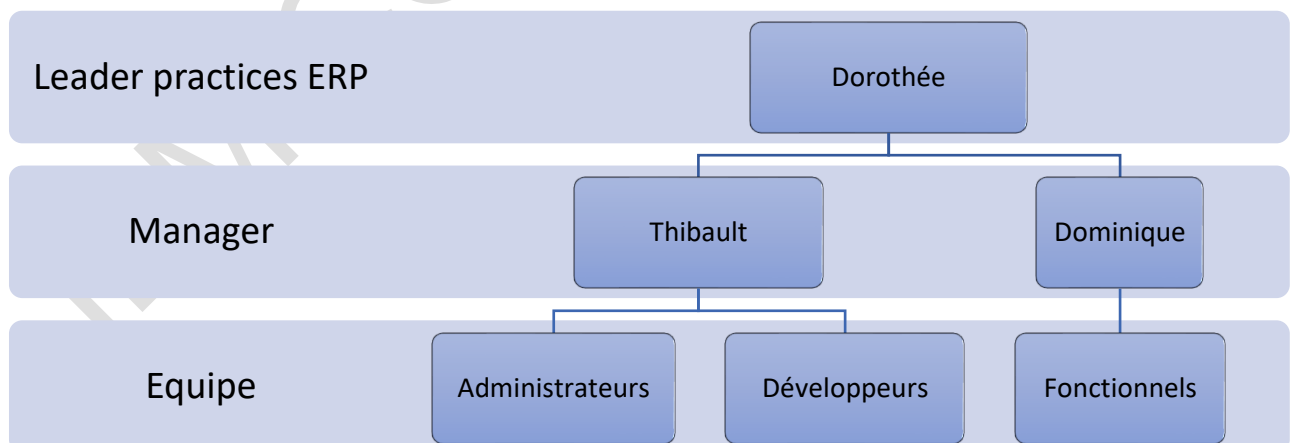 Leader practices ERP
Dorothée
Manager
Thibault
Dominique
Equipe
Administrateurs
Développeurs
Fonctionnels